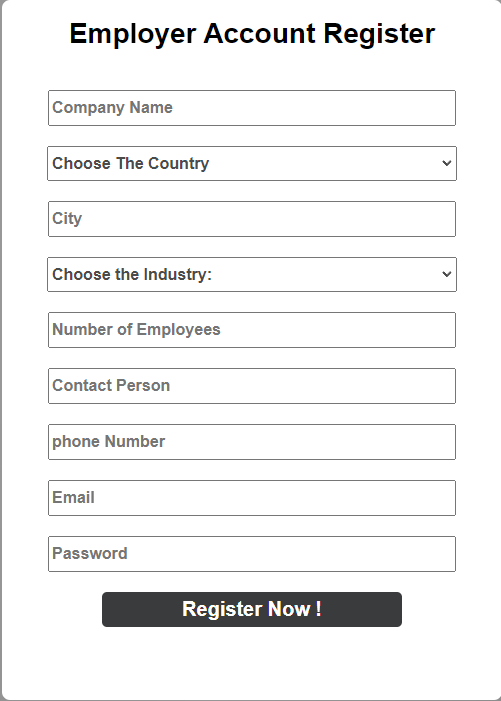 Employer Account Register
Company Name
Choose The Country
City
Choose the Industry:
Number of Employees
Contact Person
phone Number
Email
Password
Register Now !